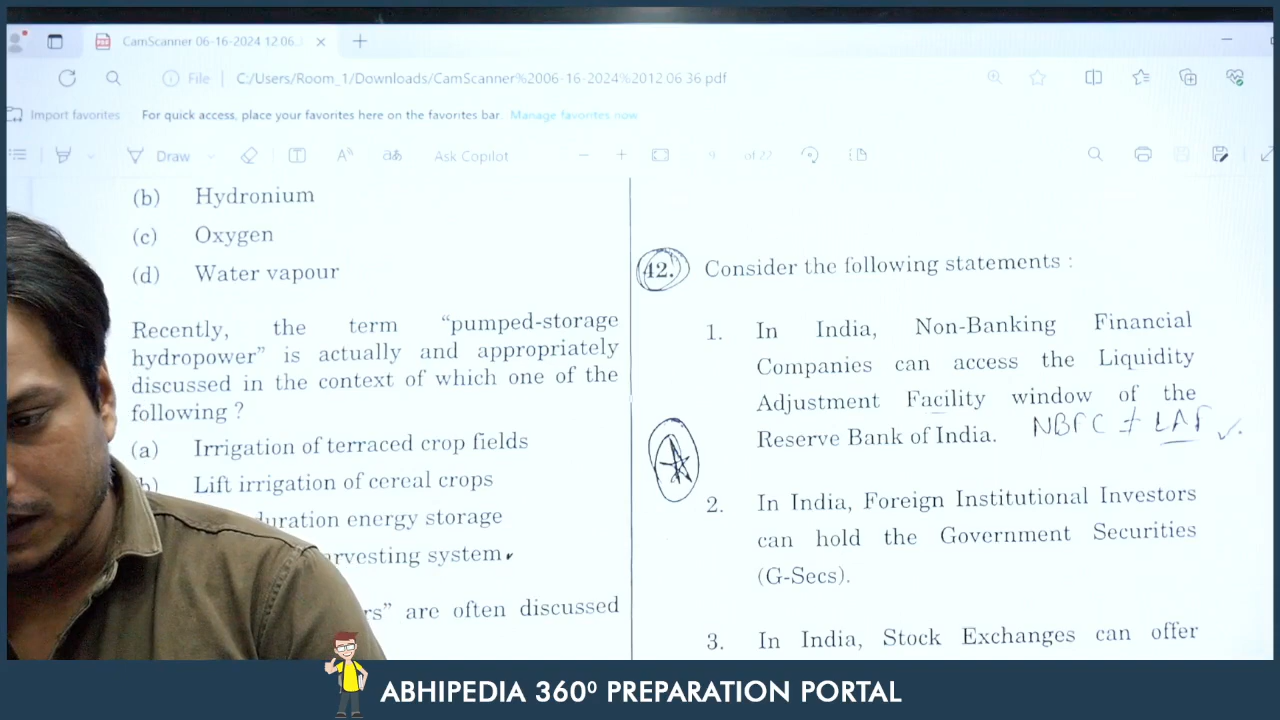 CamScanner 06-16-2024 12.06.
File
C:/Users/Room_1/Downloads/CamScanner%2006-16-2024%2012 06 36 pdf
Import favorites
For quick access, place your favorites here on the favorites bar
Manage favorites now
Draw
Ask Copilot
9 of 27
(b) Hydronium
(c) Oxygen
(d) Water vapour
Recently, the term "pumped-storage
hydropower" is actually and appropriately
discussed in the context of which one of the
following ?
(a) Irrigation of terraced crop fields
Lift irrigation of cereal crops
duration energy storage
system
are often discussed
42. Consider the following statements :
1. In India, Non-Banking Financial
Companies can access the Liquidity
Adjustment Facility window of the
Reserve Bank of India.
NBFC ≠ LAF
2. In India, Foreign Institutional Investors
can hold the Government Securities
(G-Secs).
3. In India, Stock Exchanges can offer
ABHIPEDIA 360⁰ PREPARATION PORTAL